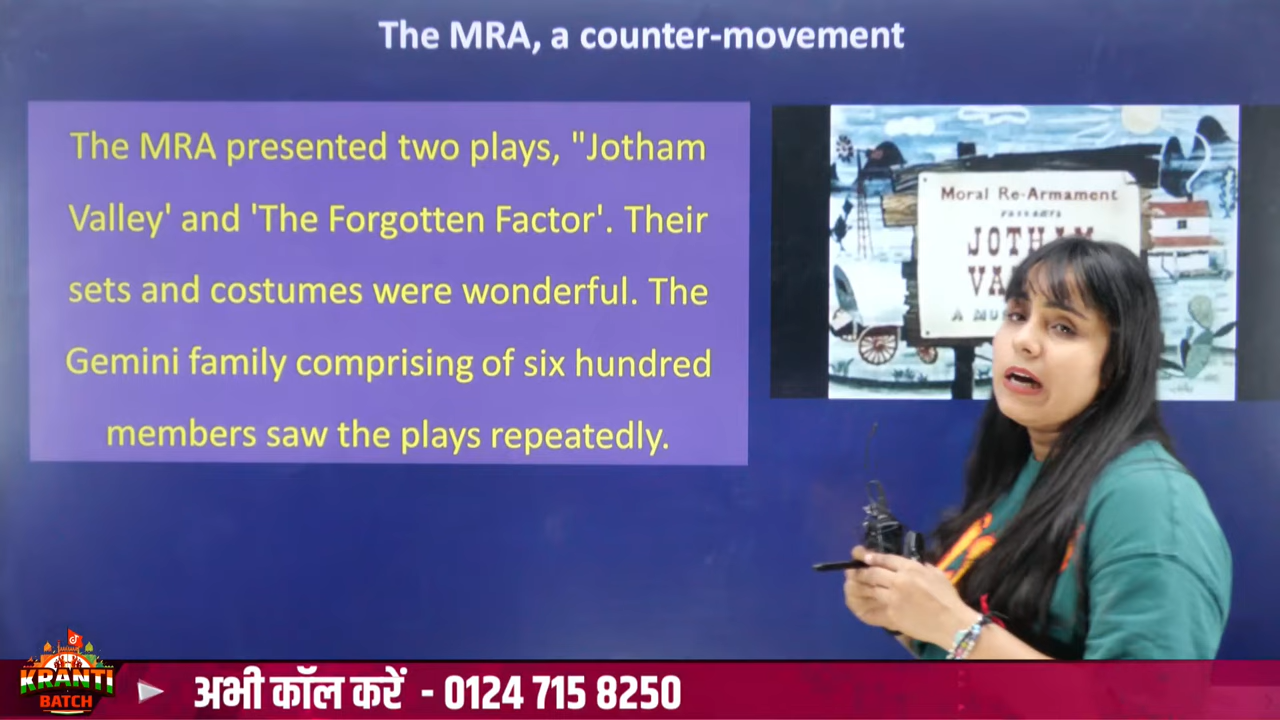 The MRA, a counter-movement
The MRA presented two plays, "Jotham
Valley' and 'The Forgotten Factor'. Their
sets and costumes were wonderful. The
Gemini family comprising of six hundred
members saw the plays repeatedly.
Moral Re-Armament
PRESENTS
JOTHAM
VA
A MU
KRANTI
BATCH
अभी कॉल करें - 0124 715 8250